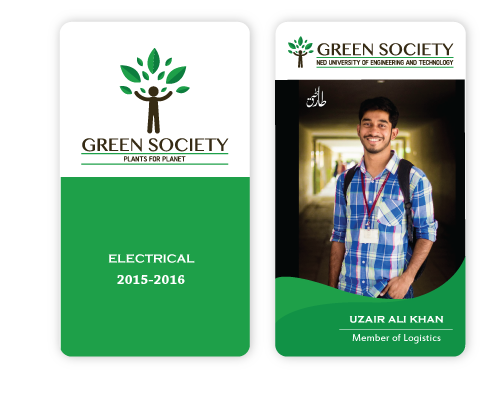 GREEN SOCIETY
PLANTS FOR PLANET
ELECTRICAL
2015-2016
GREEN SOCIETY
NED UNIVERSITY OF ENGINEERING AND TECHNOLOGY
UZAIR ALI KHAN
Member of Logistics